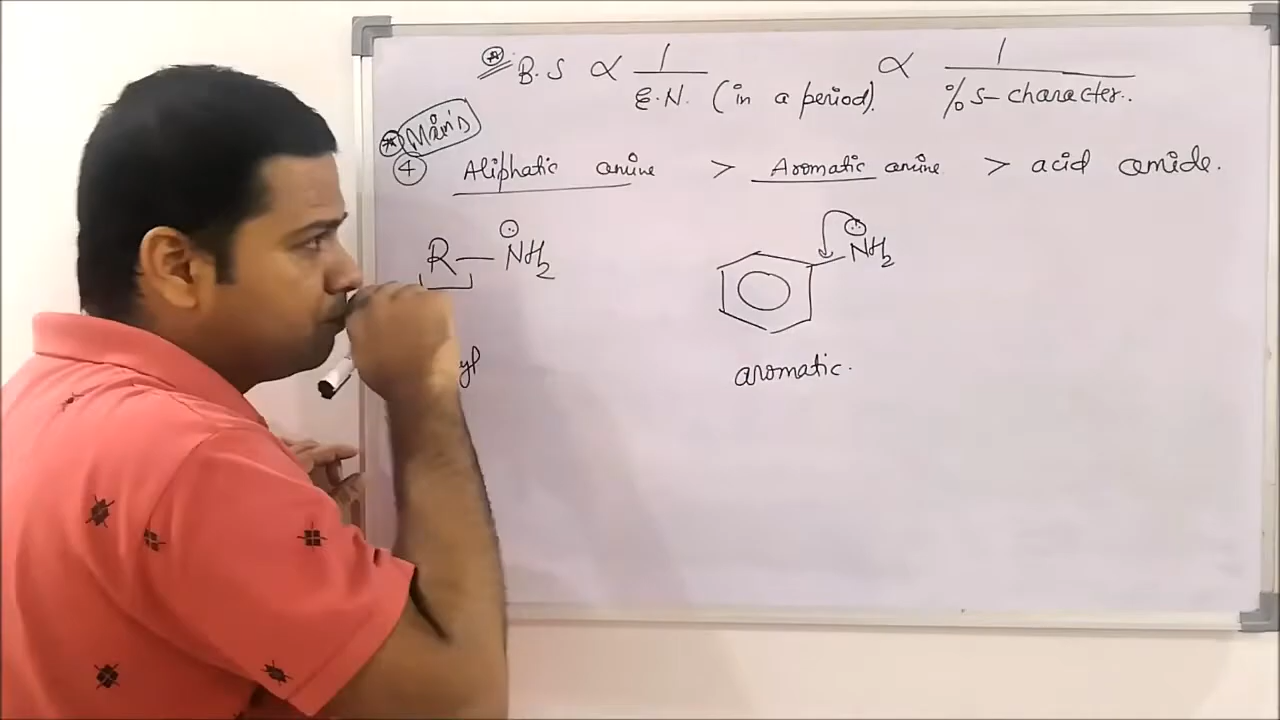 B.S ∝ 1/E.N. (in a period). ∝ 1/% s-character..
Main's
4 Aliphatic amine > Aromatic amine > acid amide.
R—NH2 NH2
aromatic.